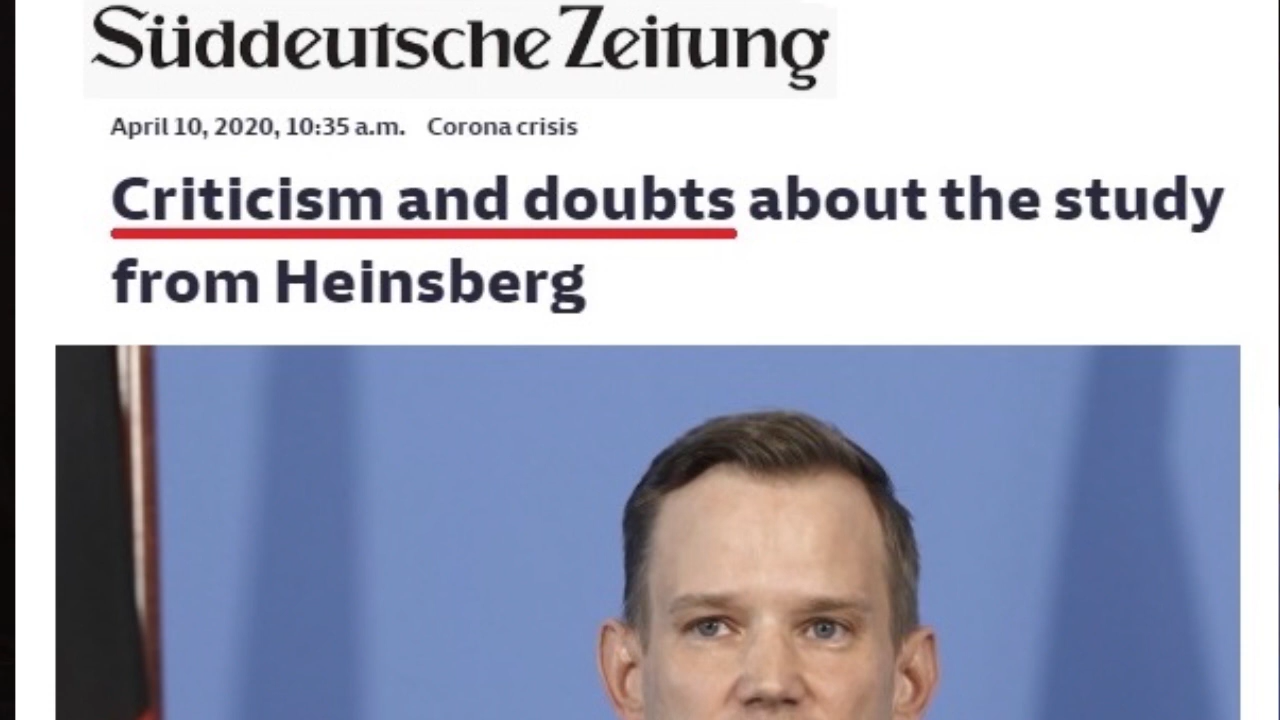 Süddeutsche Zeitung
April 10, 2020, 10:35 a.m. Corona crisis
Criticism and doubts about the study
from Heinsberg